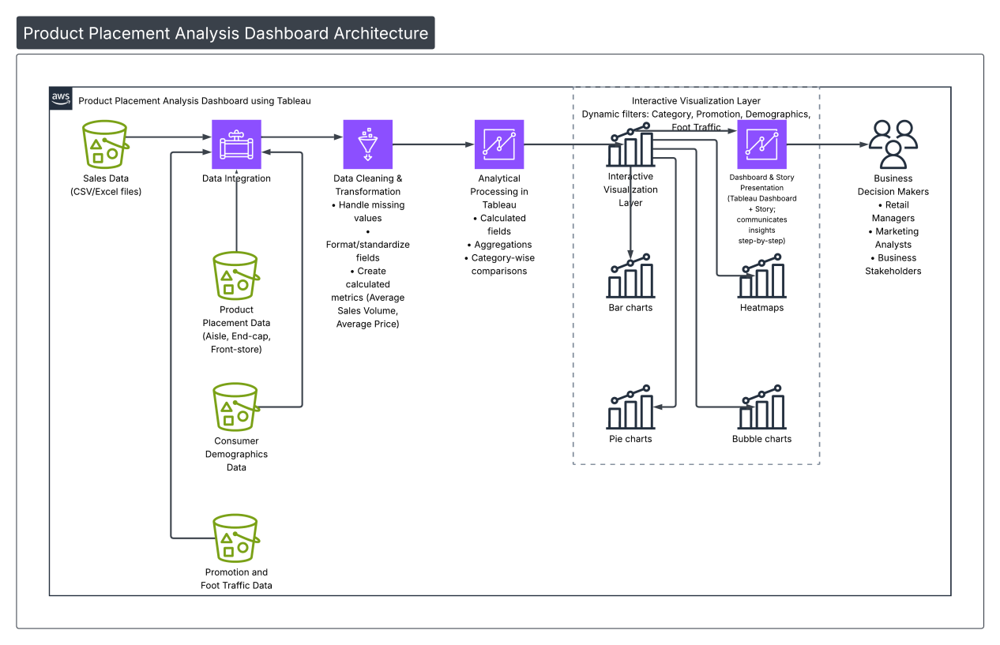 Product Placement Analysis Dashboard Architecture
aws
Product Placement Analysis Dashboard using Tableau
Sales Data
(CSV/Excel files)
Data Integration
Product
Placement Data
(Aisle, End-cap,
Front-store)
Consumer
Demographics
Data
Promotion and
Foot Traffic Data
Data Cleaning &
Transformation
• Handle missing
values
•
Format/standardize
fields
• Create
calculated
metrics (Average
Sales Volume,
Average Price)
Analytical
Processing in
Tableau
• Calculated
fields
• Aggregations
• Category-wise
comparisons
Interactive Visualization Layer
Dynamic filters: Category, Promotion, Demographics,
Foot Traffic
Interactive
Visualization
Layer
Dashboard & Story
Presentation
(Tableau Dashboard
+ Story;
communicates
insights
step-by-step)
Bar charts
Heatmaps
Pie charts
Bubble charts
Business
Decision Makers
• Retail
Managers
• Marketing
Analysts
• Business
Stakeholders